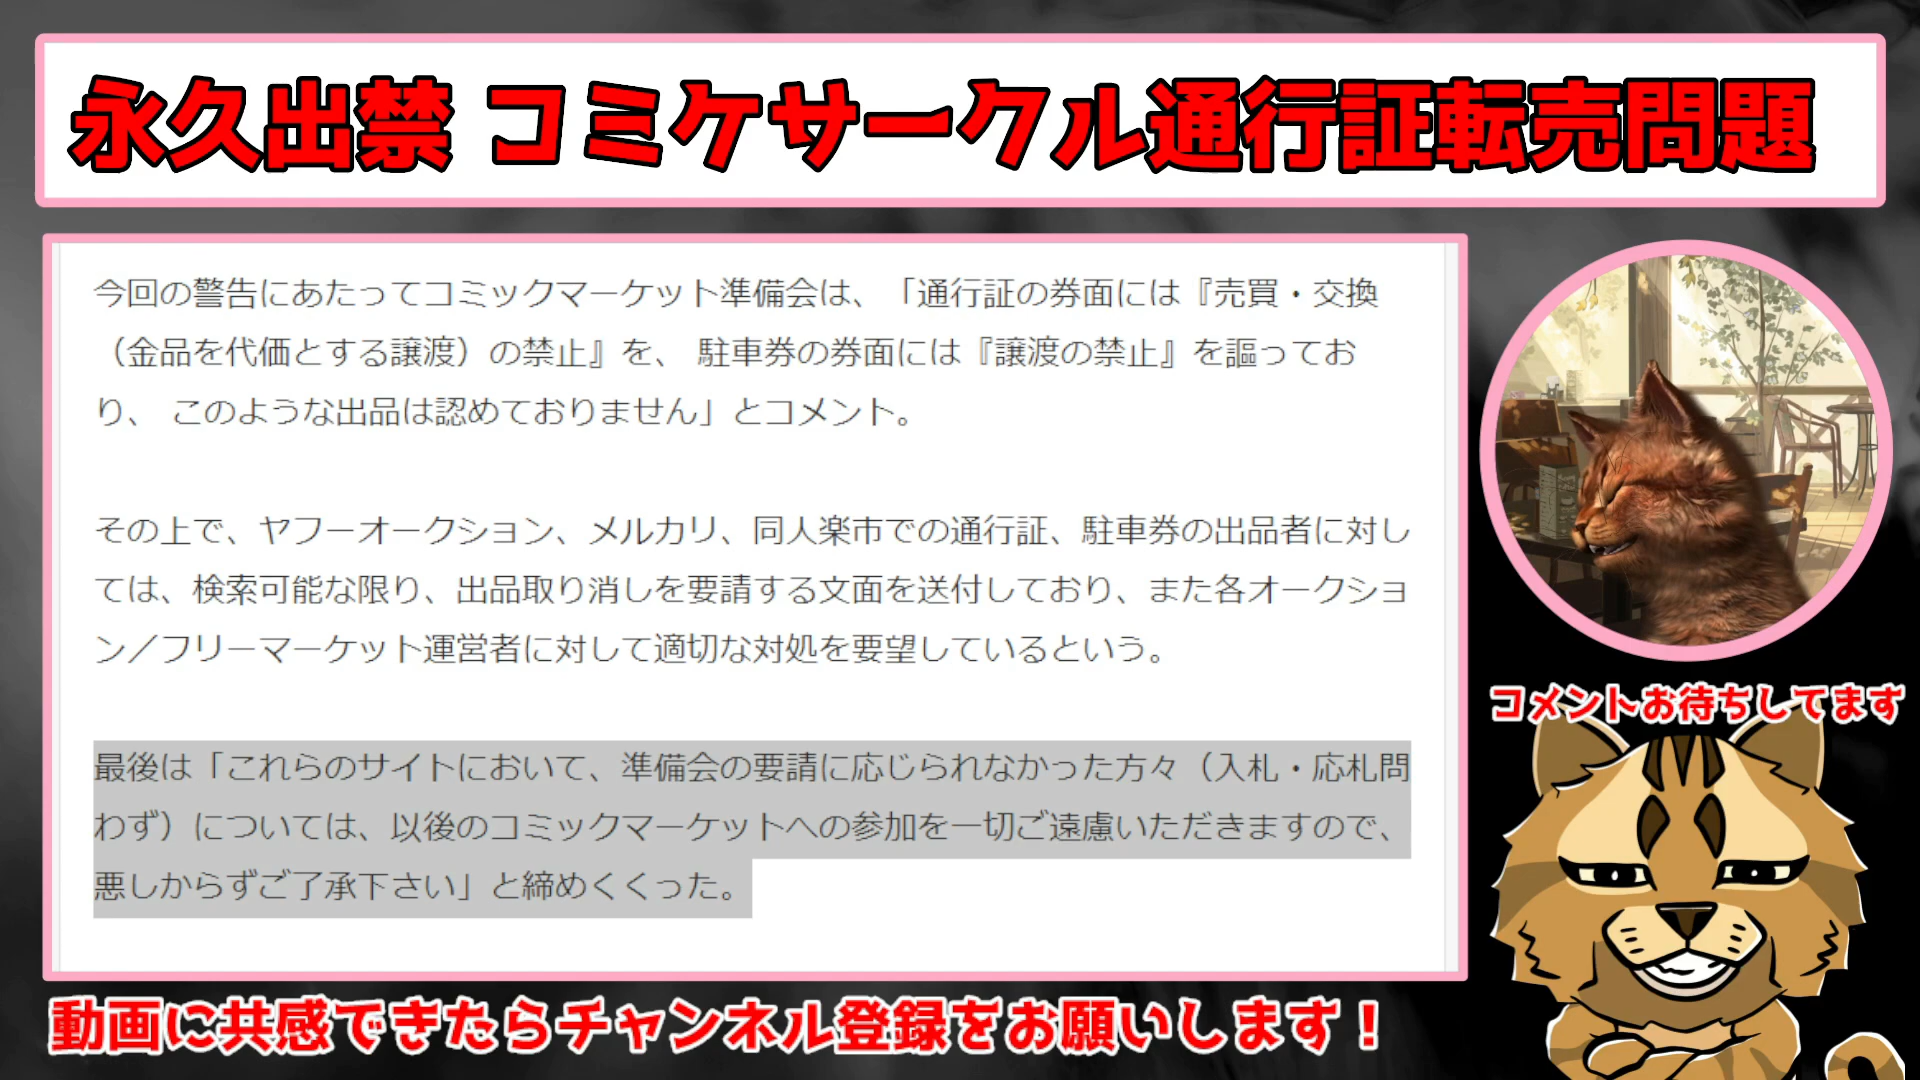 永久出禁 コミケサークル通行証転売問題
今回の警告にあたってコミックマーケット準備会は、「通行証の券面には『売買・交換
（金品を代価とする譲渡）の禁止』を、 駐車券の券面には『譲渡の禁止』を謳ってお
り、 このような出品は認めておりません」とコメント。
その上で、ヤフーオークション、メルカリ、同人楽市での通行証、駐車券の出品者に対し
ては、検索可能な限り、出品取り消しを要請する文面を送付しており、また各オークショ
ン／フリーマーケット運営者に対して適切な対処を要望しているという。
最後は「これらのサイトにおいて、準備会の要請に応じられなかった方々（入札・応札問
わず）については、以後のコミックマーケットへの参加を一切ご遠慮いただきますので、
悪しからずご了承下さい」と締めくくった。
コメントお待ちしてます
動画に共感できたらチャンネル登録をお願いします！